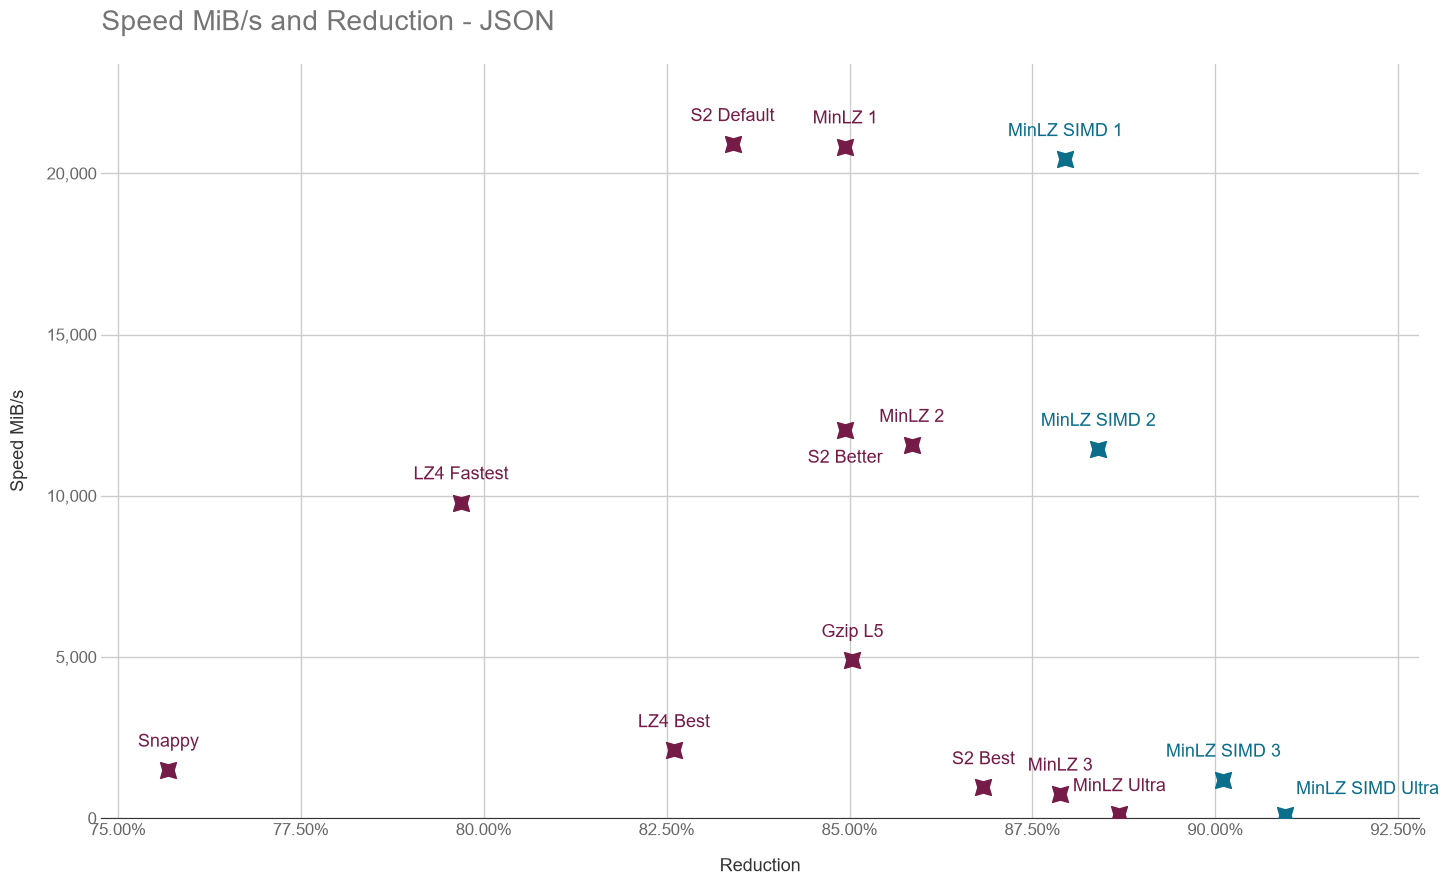 Speed MiB/s and Reduction - JSON
S2 Default
MinLZ 1
MinLZ SIMD 1
20,000
15,000
Speed MiB/s
MinLZ 2
MinLZ SIMD 2
S2 Better
LZ4 Fastest
10,000
Gzip L5
5,000
LZ4 Best
Snappy
S2 Best
MinLZ 3
MinLZ SIMD 3
MinLZ Ultra
MinLZ SIMD Ultra
0
75.00%
77.50%
80.00%
82.50%
85.00%
87.50%
90.00%
92.50%
Reduction